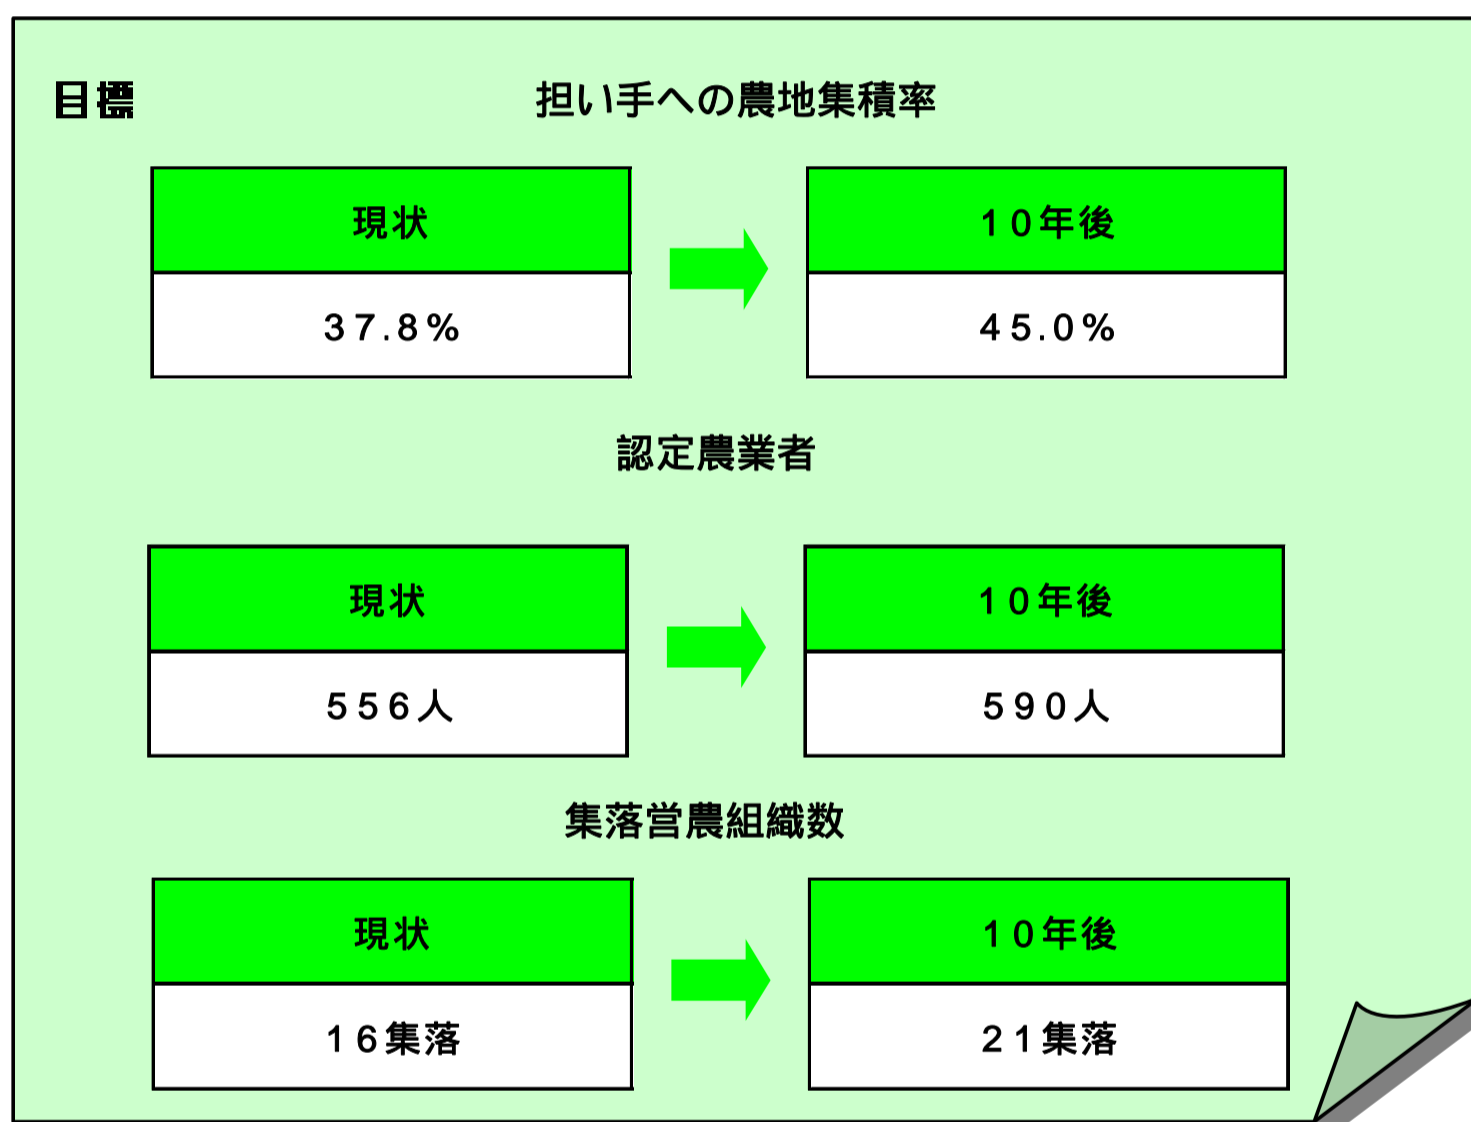 目標
担い手への農地集積率
現状
１０年後
３７.８％
４５.０％
認定農業者
現状
１０年後
５５６人
５９０人
集落営農組織数
現状
１０年後
１６集落
２１集落